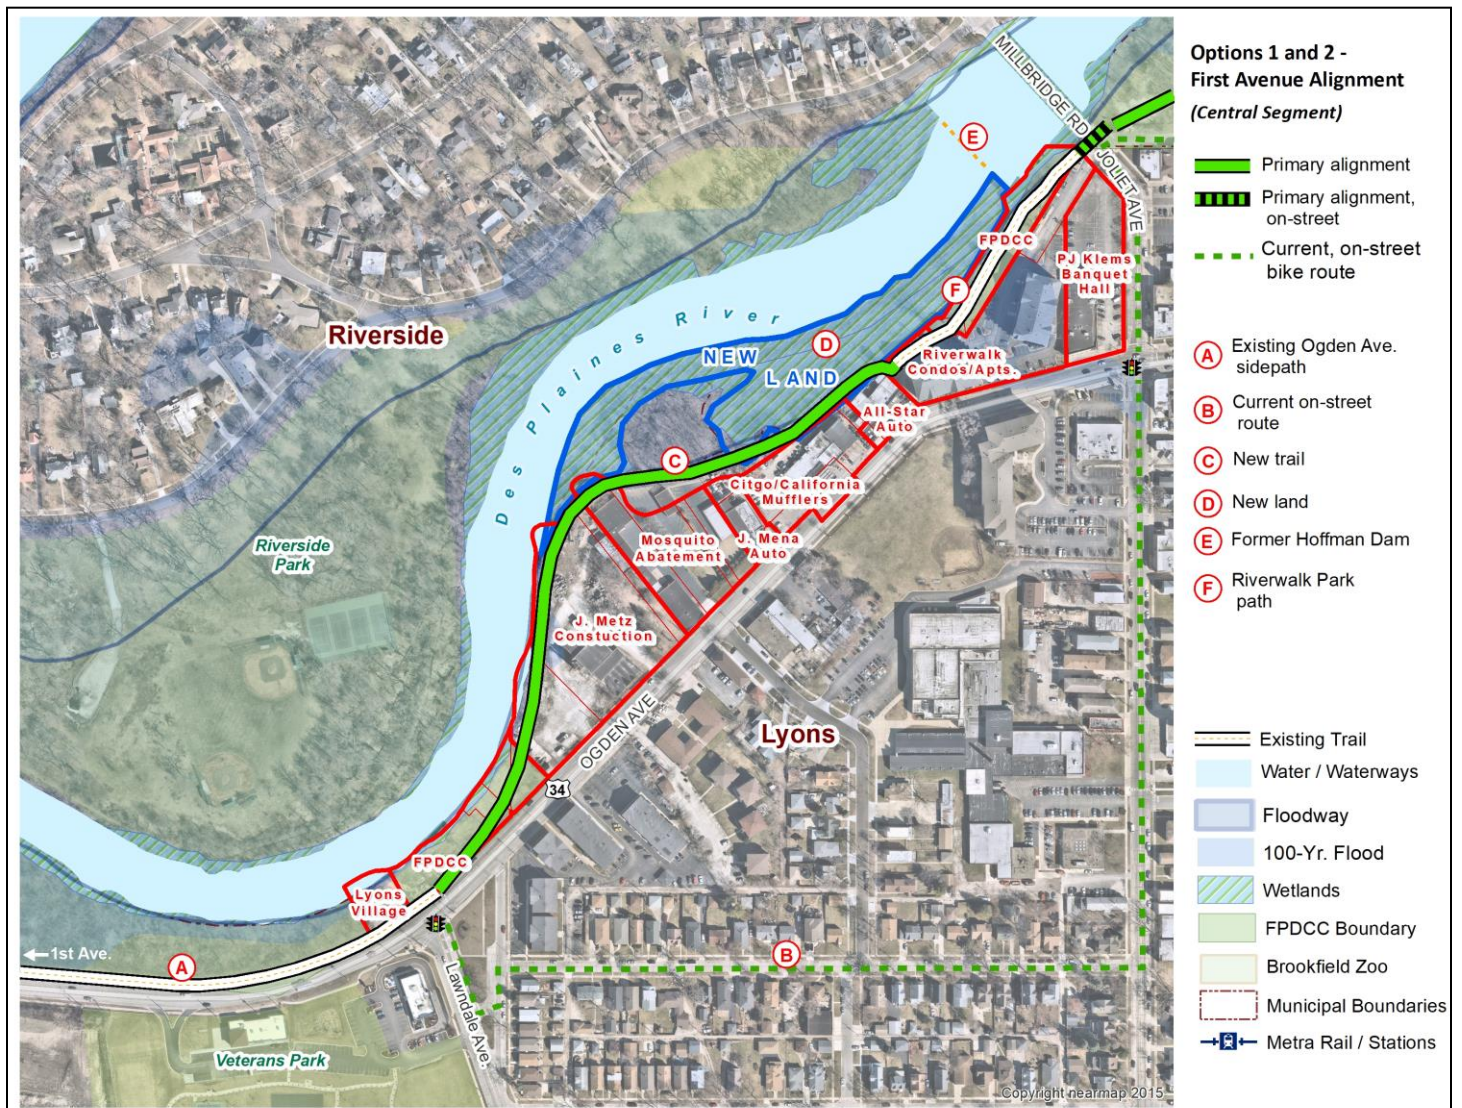 Options 1 and 2 -
First Avenue Alignment
(Central Segment)
Primary alignment
Primary alignment,
on-street
Current, on-street
bike route
A Existing Ogden Ave.
sidepath
B Current on-street
route
C New trail
D New land
E Former Hoffman Dam
F Riverwalk Park
path
Existing Trail
Water / Waterways
Floodway
100-Yr. Flood
Wetlands
FPDCC Boundary
Brookfield Zoo
Municipal Boundaries
Metra Rail / Stations
MILLBRIDGE RD
JOLIET AVE
E
FPDCC
PJ Klems
Banquet
Hall
F
Riverside
Des Plaines River
D
NEW
LAND
Riverwalk
Condos/Apts.
All-Star
Auto
C
Citgo/California
Mufflers
Mosquito
Abatement
J. Mena
Auto
Riverside
Park
J. Metz
Constuction
OGDEN AVE
Lyons
34
FPDCC
Lyons
Village
1st Ave.
A
B
Lawndale Ave.
Veterans Park
Copyright nearmap 2015